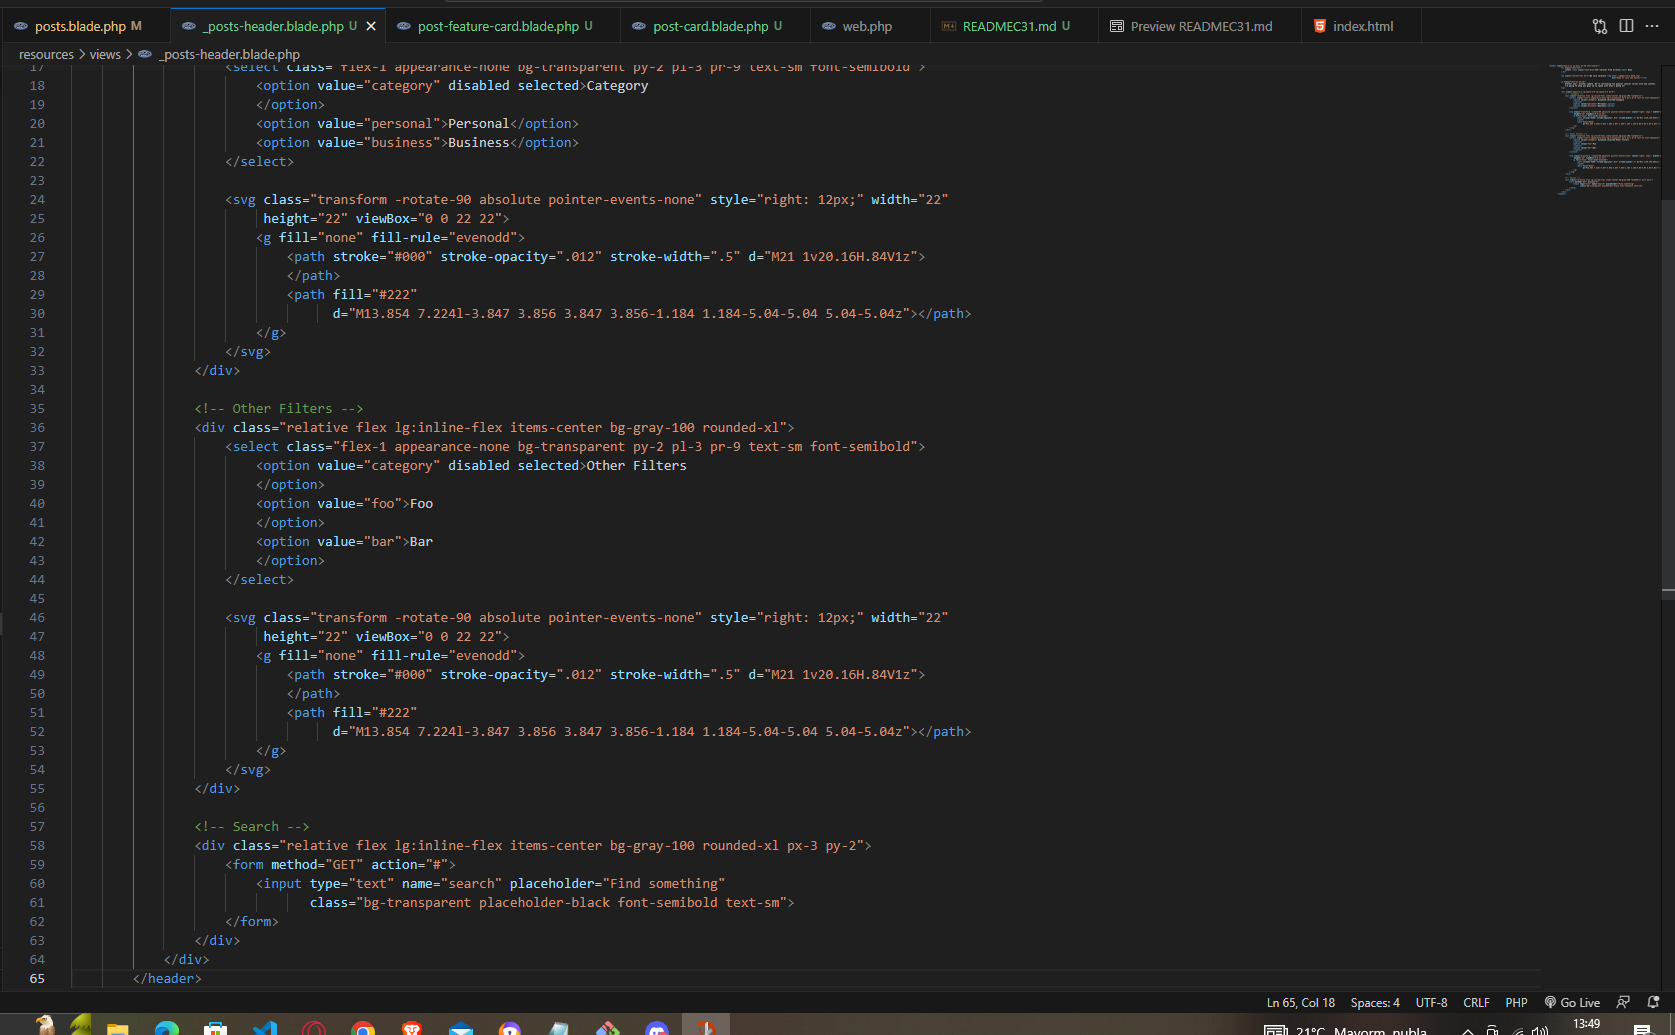 posts.blade.php M
_posts-header.blade.php U
post-feature-card.blade.php U
post-card.blade.php U
web.php
READMEC31.md U
Preview READMEC31.md
index.html
resources > views > _posts-header.blade.php
17 <select class="flex-1 appearance-none bg-transparent py-2 pl-3 pr-9 text-sm font-semibold">
18 <option value="category" disabled selected>Category
19 </option>
20 <option value="personal">Personal</option>
21 <option value="business">Business</option>
22 </select>
23
24 <svg class="transform -rotate-90 absolute pointer-events-none" style="right: 12px;" width="22"
25 height="22" viewBox="0 0 22 22">
26 <g fill="none" fill-rule="evenodd">
27 <path stroke="#000" stroke-opacity=".012" stroke-width=".5" d="M21 1v20.16H.84V1z">
28 </path>
29 <path fill="#222"
30 d="M13.854 7.224l-3.847 3.856 3.847 3.856-1.184 1.184-5.04-5.04 5.04-5.04z"></path>
31 </g>
32 </svg>
33 </div>
34
35 <!-- Other Filters -->
36 <div class="relative flex lg:inline-flex items-center bg-gray-100 rounded-xl">
37 <select class="flex-1 appearance-none bg-transparent py-2 pl-3 pr-9 text-sm font-semibold">
38 <option value="category" disabled selected>Other Filters
39 </option>
40 <option value="foo">Foo
41 </option>
42 <option value="bar">Bar
43 </option>
44 </select>
45
46 <svg class="transform -rotate-90 absolute pointer-events-none" style="right: 12px;" width="22"
47 height="22" viewBox="0 0 22 22">
48 <g fill="none" fill-rule="evenodd">
49 <path stroke="#000" stroke-opacity=".012" stroke-width=".5" d="M21 1v20.16H.84V1z">
50 </path>
51 <path fill="#222"
52 d="M13.854 7.224l-3.847 3.856 3.847 3.856-1.184 1.184-5.04-5.04 5.04-5.04z"></path>
53 </g>
54 </svg>
55 </div>
56
57 <!-- Search -->
58 <div class="relative flex lg:inline-flex items-center bg-gray-100 rounded-xl px-3 py-2">
59 <form method="GET" action="#">
60 <input type="text" name="search" placeholder="Find something"
61 class="bg-transparent placeholder-black font-semibold text-sm">
62 </form>
63 </div>
64 </div>
65 </header>
Ln 65, Col 18 Spaces: 4 UTF-8 CRLF PHP Go Live
21°C Mayorm. nubla 13:49